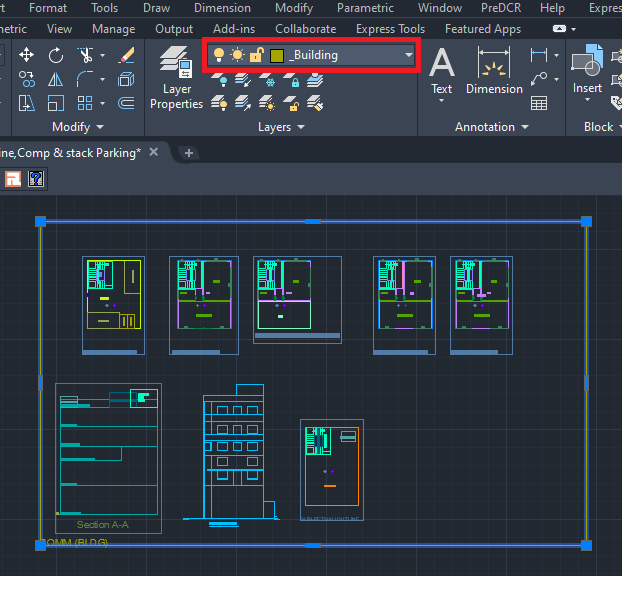 Format Tools Draw Dimension Modify Parametric Window PreDCR Help Expres
metric View Manage Output Add-ins Collaborate Express Tools Featured Apps
_Building
Layer
Properties
Text
Dimension
Insert
Modify
Layers
Annotation
Block
ine,Comp & stack Parking*
Section A-A
COMM (BLDG)